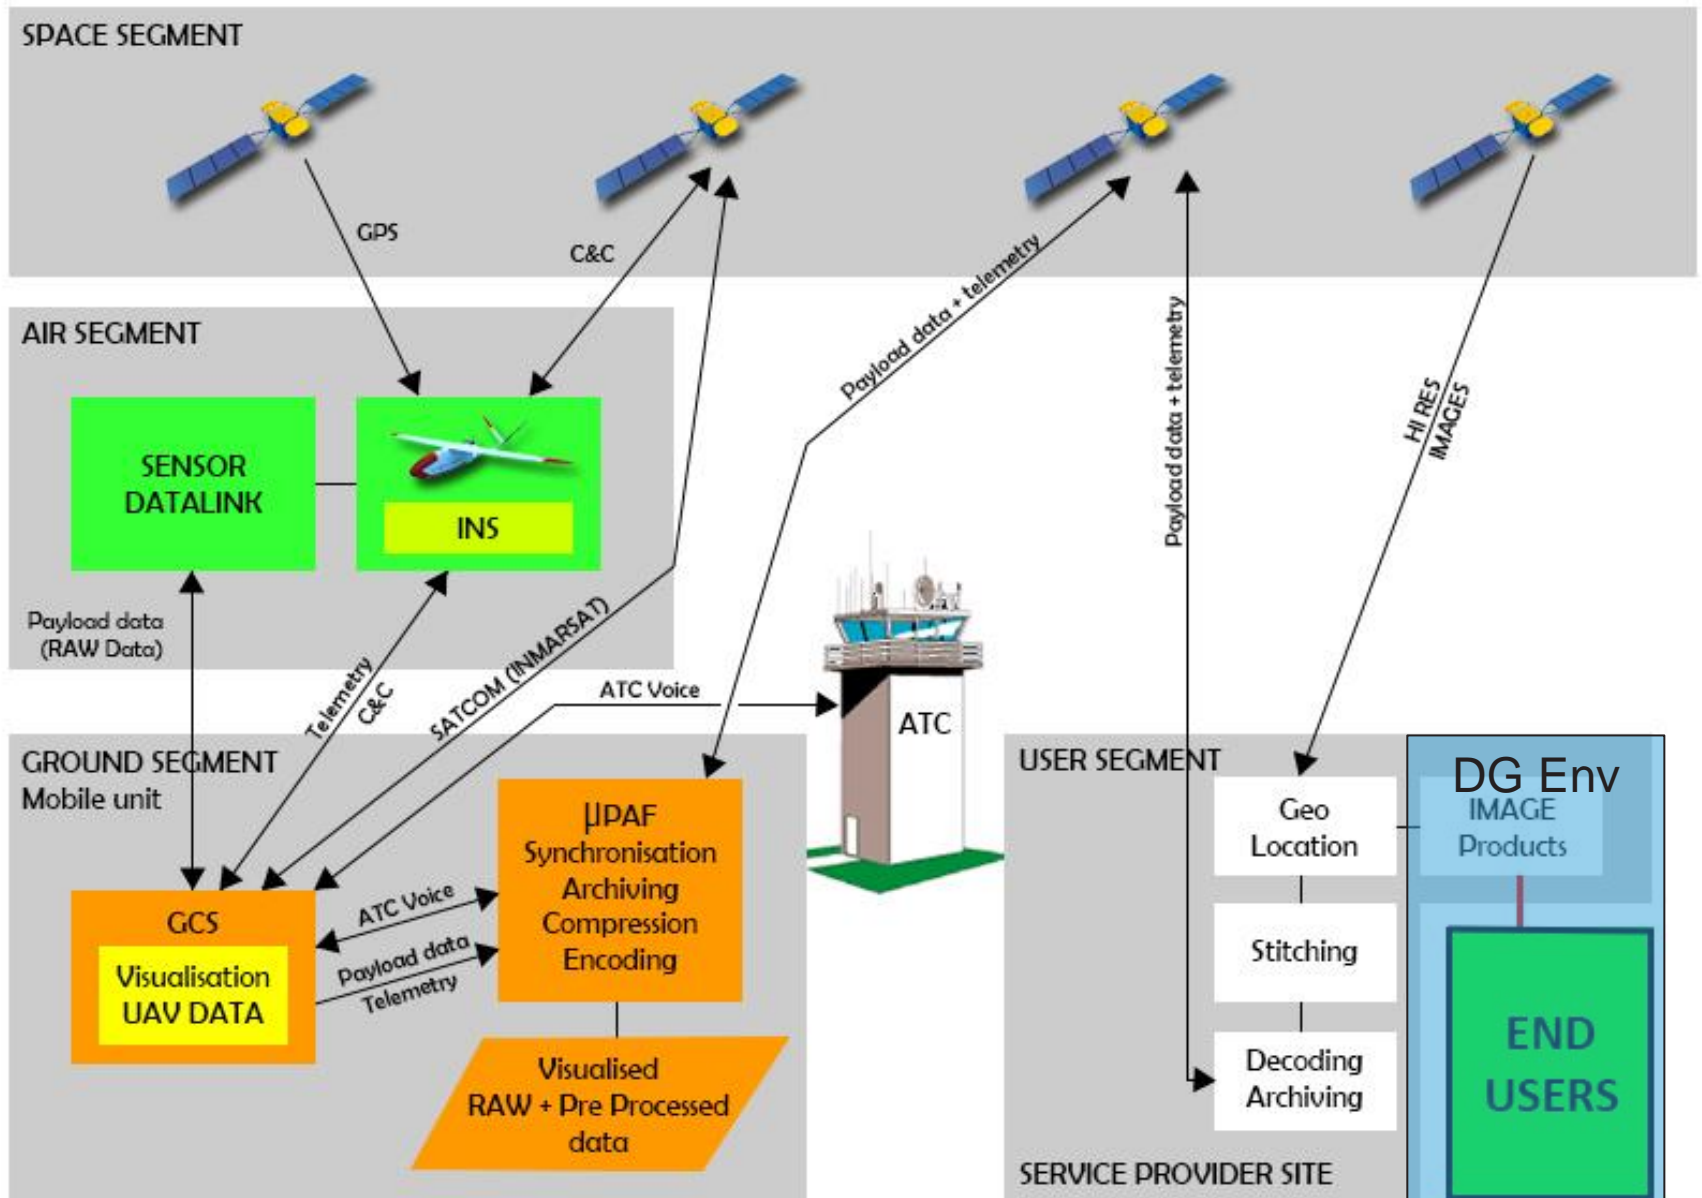 SPACE SEGMENT
GPS
C&C
Payload data + telemetry
Payload data + telemetry
HI RES
IMAGES
AIR SEGMENT
SENSOR
DATALINK
INS
Payload data
(RAW Data)
Telemetry
C&C
SATCOM (INMARSAT)
ATC Voice
ATC
GROUND SEGMENT
Mobile unit
GCS
Visualisation
UAV DATA
ATC Voice
Payload data
Telemetry
µPAF
Synchronisation
Archiving
Compression
Encoding
Visualised
RAW + Pre Processed
data
USER SEGMENT
Geo
Location
Stitching
Decoding
Archiving
SERVICE PROVIDER SITE
DG Env
IMAGE
Products
END
USERS